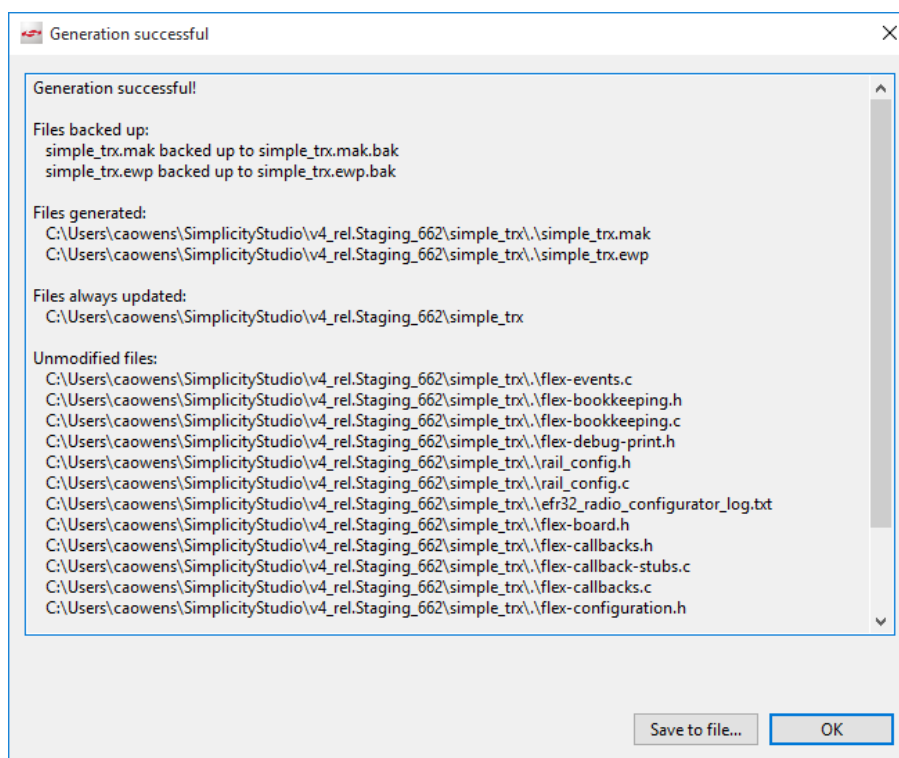 Generation successful
Generation successful!
Files backed up:
simple_trx.mak backed up to simple_trx.mak.bak
simple_trx.ewp backed up to simple_trx.ewp.bak
Files generated:
C:\Users\caowens\SimplicityStudio\v4_rel.Staging_662\simple_trx\.\simple_trx.mak
C:\Users\caowens\SimplicityStudio\v4_rel.Staging_662\simple_trx\.\simple_trx.ewp
Files always updated:
C:\Users\caowens\SimplicityStudio\v4_rel.Staging_662\simple_trx
Unmodified files:
C:\Users\caowens\SimplicityStudio\v4_rel.Staging_662\simple_trx\.\flex-events.c
C:\Users\caowens\SimplicityStudio\v4_rel.Staging_662\simple_trx\.\flex-bookkeeping.h
C:\Users\caowens\SimplicityStudio\v4_rel.Staging_662\simple_trx\.\flex-bookkeeping.c
C:\Users\caowens\SimplicityStudio\v4_rel.Staging_662\simple_trx\.\flex-debug-print.h
C:\Users\caowens\SimplicityStudio\v4_rel.Staging_662\simple_trx\.\rail_config.h
C:\Users\caowens\SimplicityStudio\v4_rel.Staging_662\simple_trx\.\rail_config.c
C:\Users\caowens\SimplicityStudio\v4_rel.Staging_662\simple_trx\.\efr32_radio_configurator_log.txt
C:\Users\caowens\SimplicityStudio\v4_rel.Staging_662\simple_trx\.\flex-board.h
C:\Users\caowens\SimplicityStudio\v4_rel.Staging_662\simple_trx\.\flex-callbacks.h
C:\Users\caowens\SimplicityStudio\v4_rel.Staging_662\simple_trx\.\flex-callback-stubs.c
C:\Users\caowens\SimplicityStudio\v4_rel.Staging_662\simple_trx\.\flex-callbacks.c
C:\Users\caowens\SimplicityStudio\v4_rel.Staging_662\simple_trx\.\flex-configuration.h
Save to file...
OK